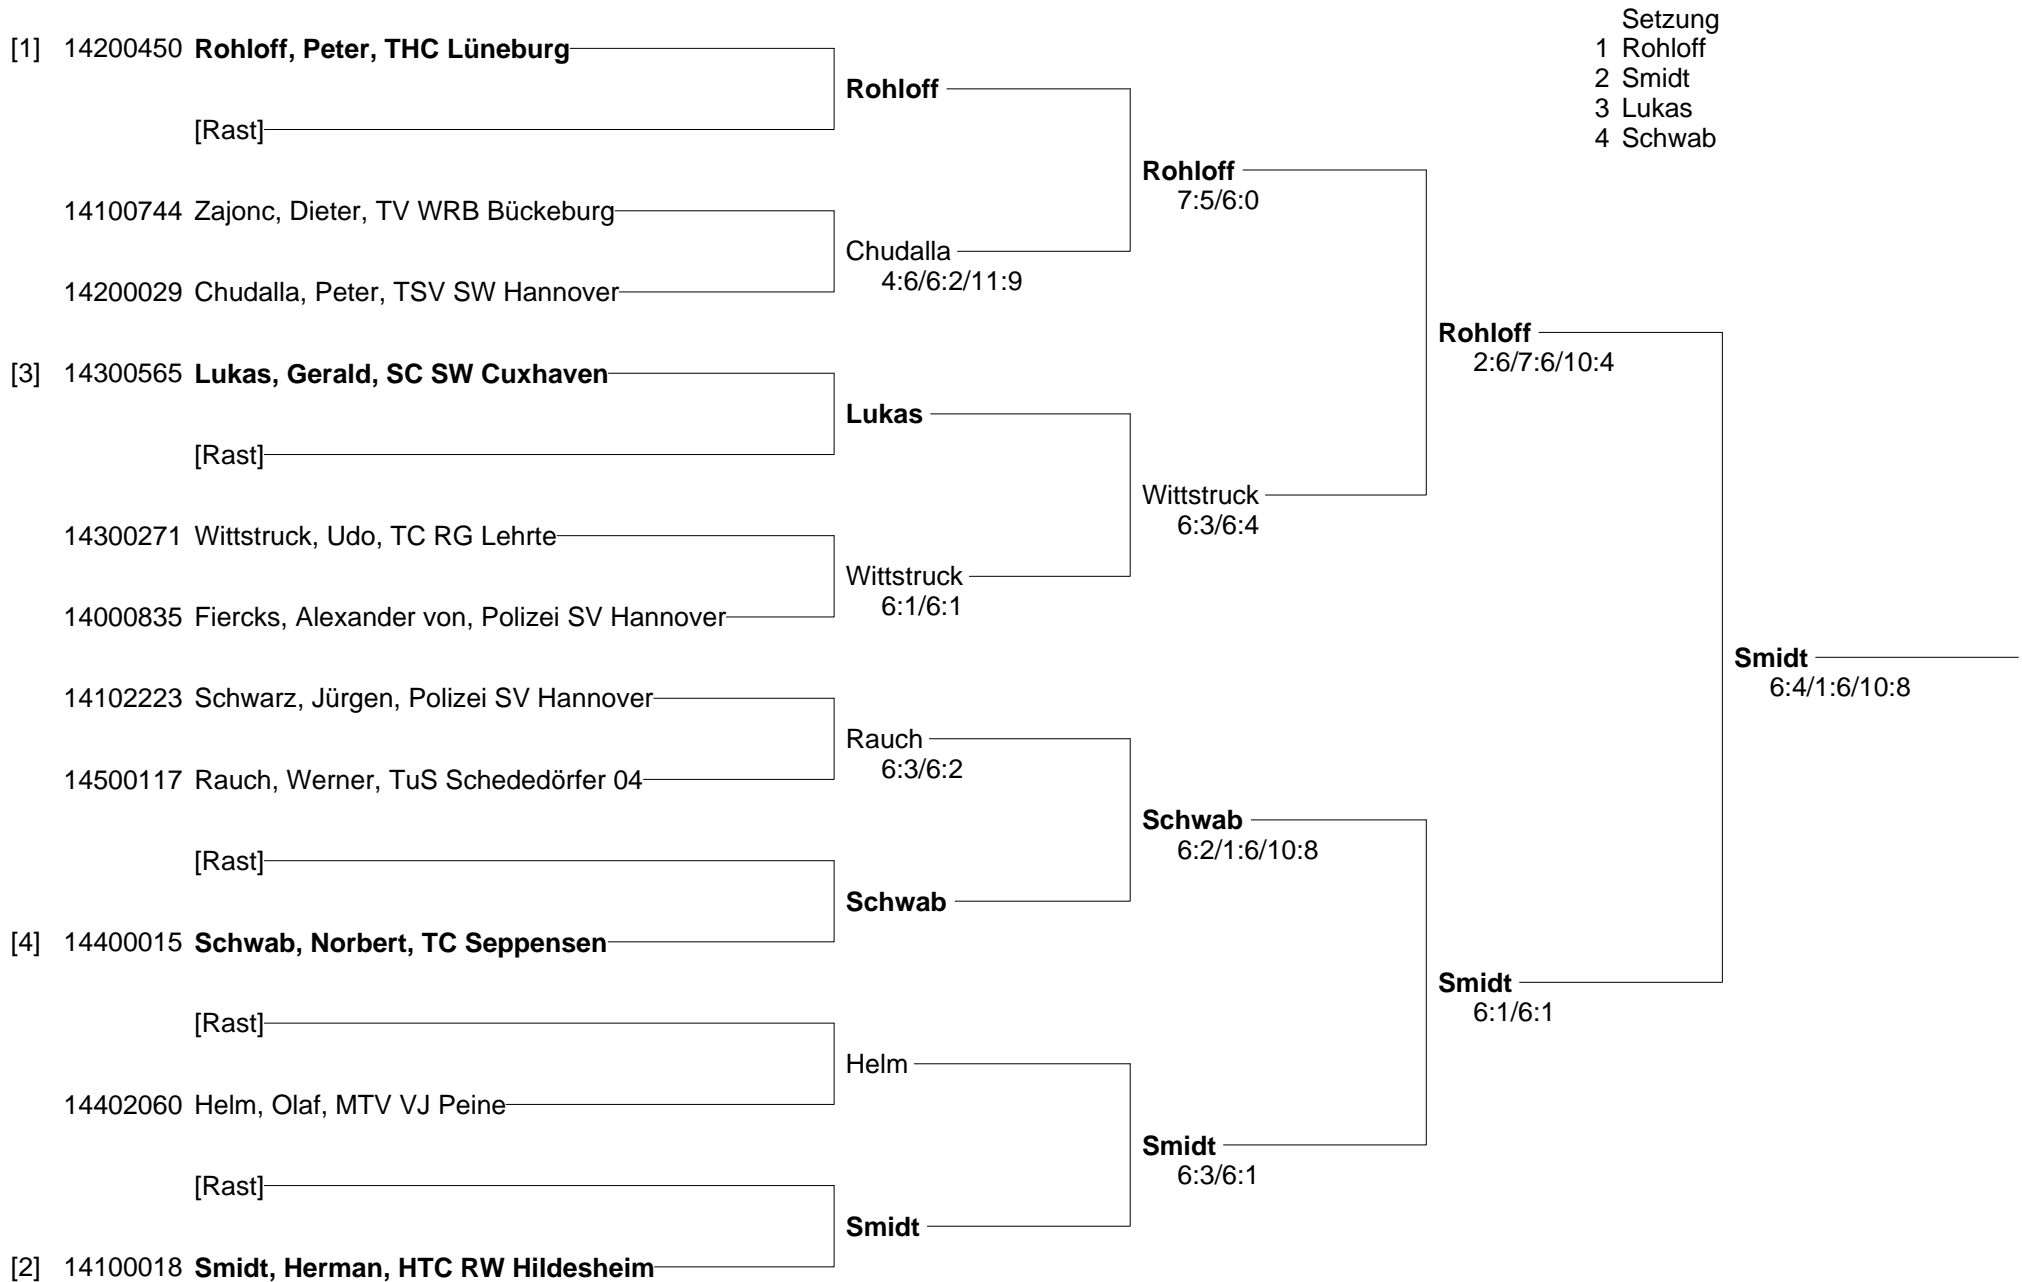 Setzung
1 Rohloff
2 Smidt
3 Lukas
4 Schwab
[1] 14200450 Rohloff, Peter, THC Lüneburg
[Rast]
14100744 Zajonc, Dieter, TV WRB Bückeburg
14200029 Chudalla, Peter, TSV SW Hannover
[3] 14300565 Lukas, Gerald, SC SW Cuxhaven
[Rast]
14300271 Wittstruck, Udo, TC RG Lehrte
14000835 Fiercks, Alexander von, Polizei SV Hannover
14102223 Schwarz, Jürgen, Polizei SV Hannover
14500117 Rauch, Werner, TuS Schededörfer 04
[Rast]
[4] 14400015 Schwab, Norbert, TC Seppensen
[Rast]
14402060 Helm, Olaf, MTV VJ Peine
[Rast]
[2] 14100018 Smidt, Herman, HTC RW Hildesheim
Rohloff
Chudalla
4:6/6:2/11:9
Lukas
Wittstruck
6:1/6:1
Rauch
6:3/6:2
Schwab
Helm
Smidt
Rohloff
7:5/6:0
Wittstruck
6:3/6:4
Schwab
6:2/1:6/10:8
Smidt
6:3/6:1
Rohloff
2:6/7:6/10:4
Smidt
6:1/6:1
Smidt
6:4/1:6/10:8